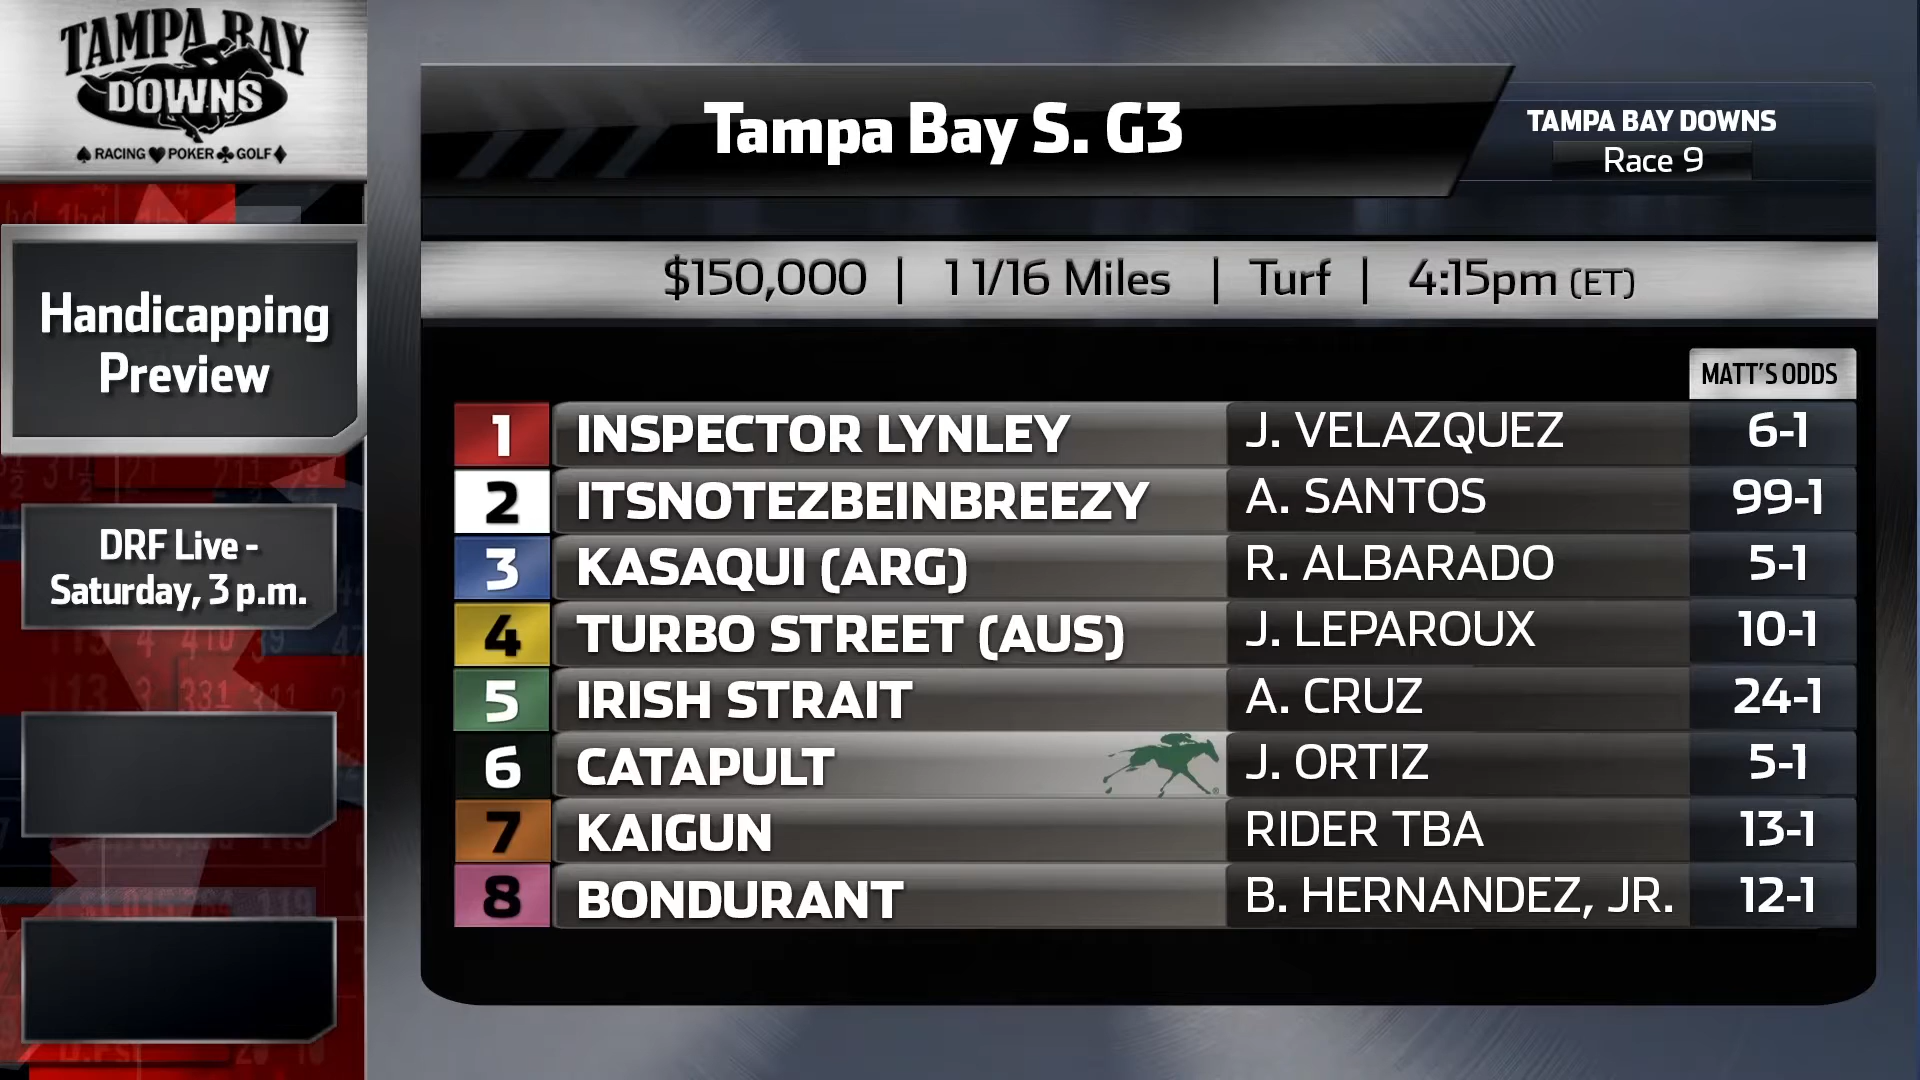 TAMPA BAY
DOWNS
RACING POKER GOLF
Handicapping
Preview
DRF Live -
Saturday, 3 p.m.
Tampa Bay S. G3
TAMPA BAY DOWNS
Race 9
$150,000 | 1 1/16 Miles | Turf | 4:15pm (ET)
MATT'S ODDS
1 INSPECTOR LYNLEY J. VELAZQUEZ 6-1
2 ITSNOTEZBEINBREEZY A. SANTOS 99-1
3 KASAQUI (ARG) R. ALBARADO 5-1
4 TURBO STREET (AUS) J. LEPAROUX 10-1
5 IRISH STRAIT A. CRUZ 24-1
6 CATAPULT J. ORTIZ 5-1
7 KAIGUN RIDER TBA 13-1
8 BONDURANT B. HERNANDEZ, JR. 12-1